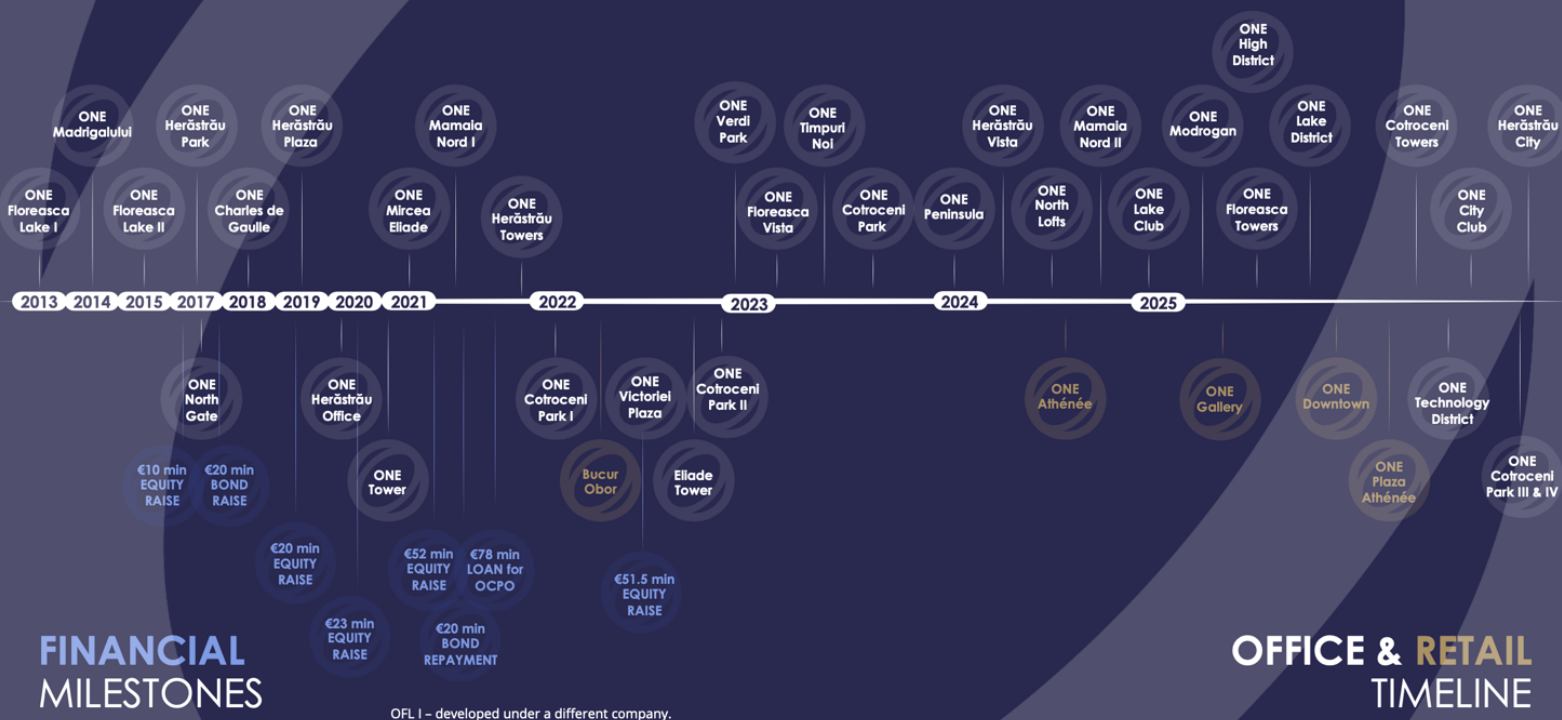 ONE
High
District
ONE
Madrigalului
ONE
Herăstrău
Park
ONE
Herăstrău
Plaza
ONE
Mamaia
Nord I
ONE
Verdi
Park
ONE
Timpuri
Noi
ONE
Herăstrău
Vista
ONE
Mamaia
Nord II
ONE
Modrogan
ONE
Lake
District
ONE
Cotroceni
Towers
ONE
Herăstrău
City
ONE
Floreasca
Lake I
ONE
Floreasca
Lake II
ONE
Charles de
Gaulle
ONE
Mircea
Eliade
ONE
Herăstrău
Towers
ONE
Floreasca
Vista
ONE
Cotroceni
Park
ONE
Peninsula
ONE
North
Lofts
ONE
Lake
Club
ONE
Floreasca
Towers
ONE
City
Club
2013 2014 2015 2017 2018 2019 2020 2021 2022 2023 2024 2025
ONE
North
Gate
ONE
Herăstrău
Office
ONE
Cotroceni
Park I
ONE
Victoriei
Plaza
ONE
Cotroceni
Park II
ONE
Athénée
ONE
Gallery
ONE
Downtown
ONE
Technology
District
€10 mln
EQUITY
RAISE
€20 mln
BOND
RAISE
ONE
Tower
Bucur
Obor
Eliade
Tower
ONE
Plaza
Athénée
ONE
Cotroceni
Park III & IV
€20 mln
EQUITY
RAISE
€52 mln
EQUITY
RAISE
€78 mln
LOAN for
OCPO
€51.5 mln
EQUITY
RAISE
€23 mln
EQUITY
RAISE
€20 mln
BOND
REPAYMENT
FINANCIAL
MILESTONES
OFFICE & RETAIL
TIMELINE
OFL I – developed under a different company.